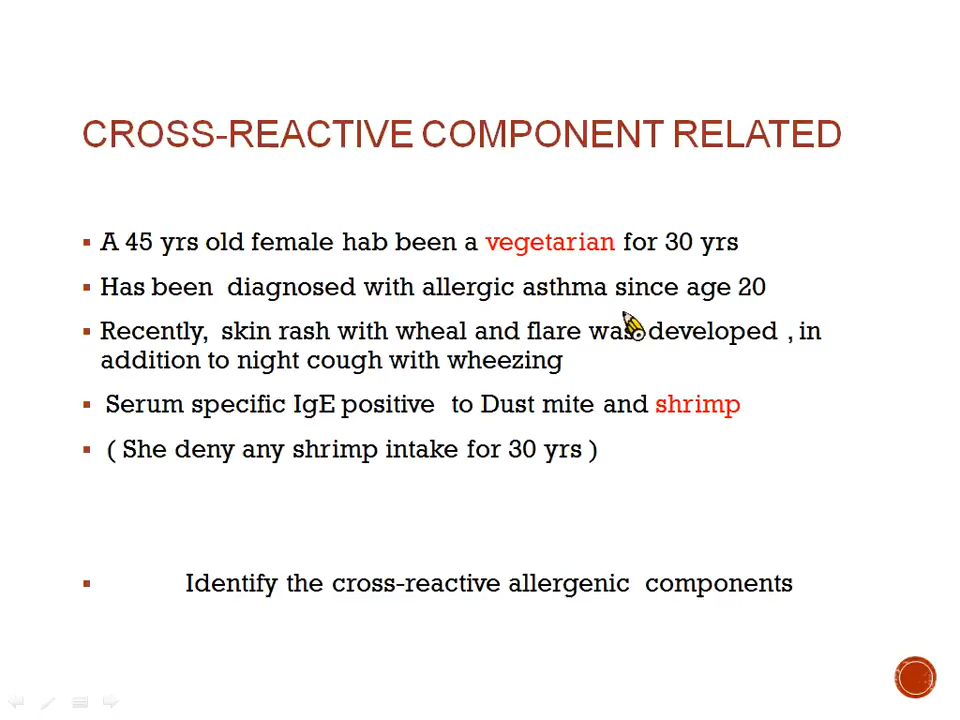 CROSS-REACTIVE COMPONENT RELATED
▪ A 45 yrs old female hab been a vegetarian for 30 yrs
▪ Has been diagnosed with allergic asthma since age 20
▪ Recently, skin rash with wheal and flare was developed , in
addition to night cough with wheezing
▪ Serum specific IgE positive to Dust mite and shrimp
▪ ( She deny any shrimp intake for 30 yrs )
▪ Identify the cross-reactive allergenic components